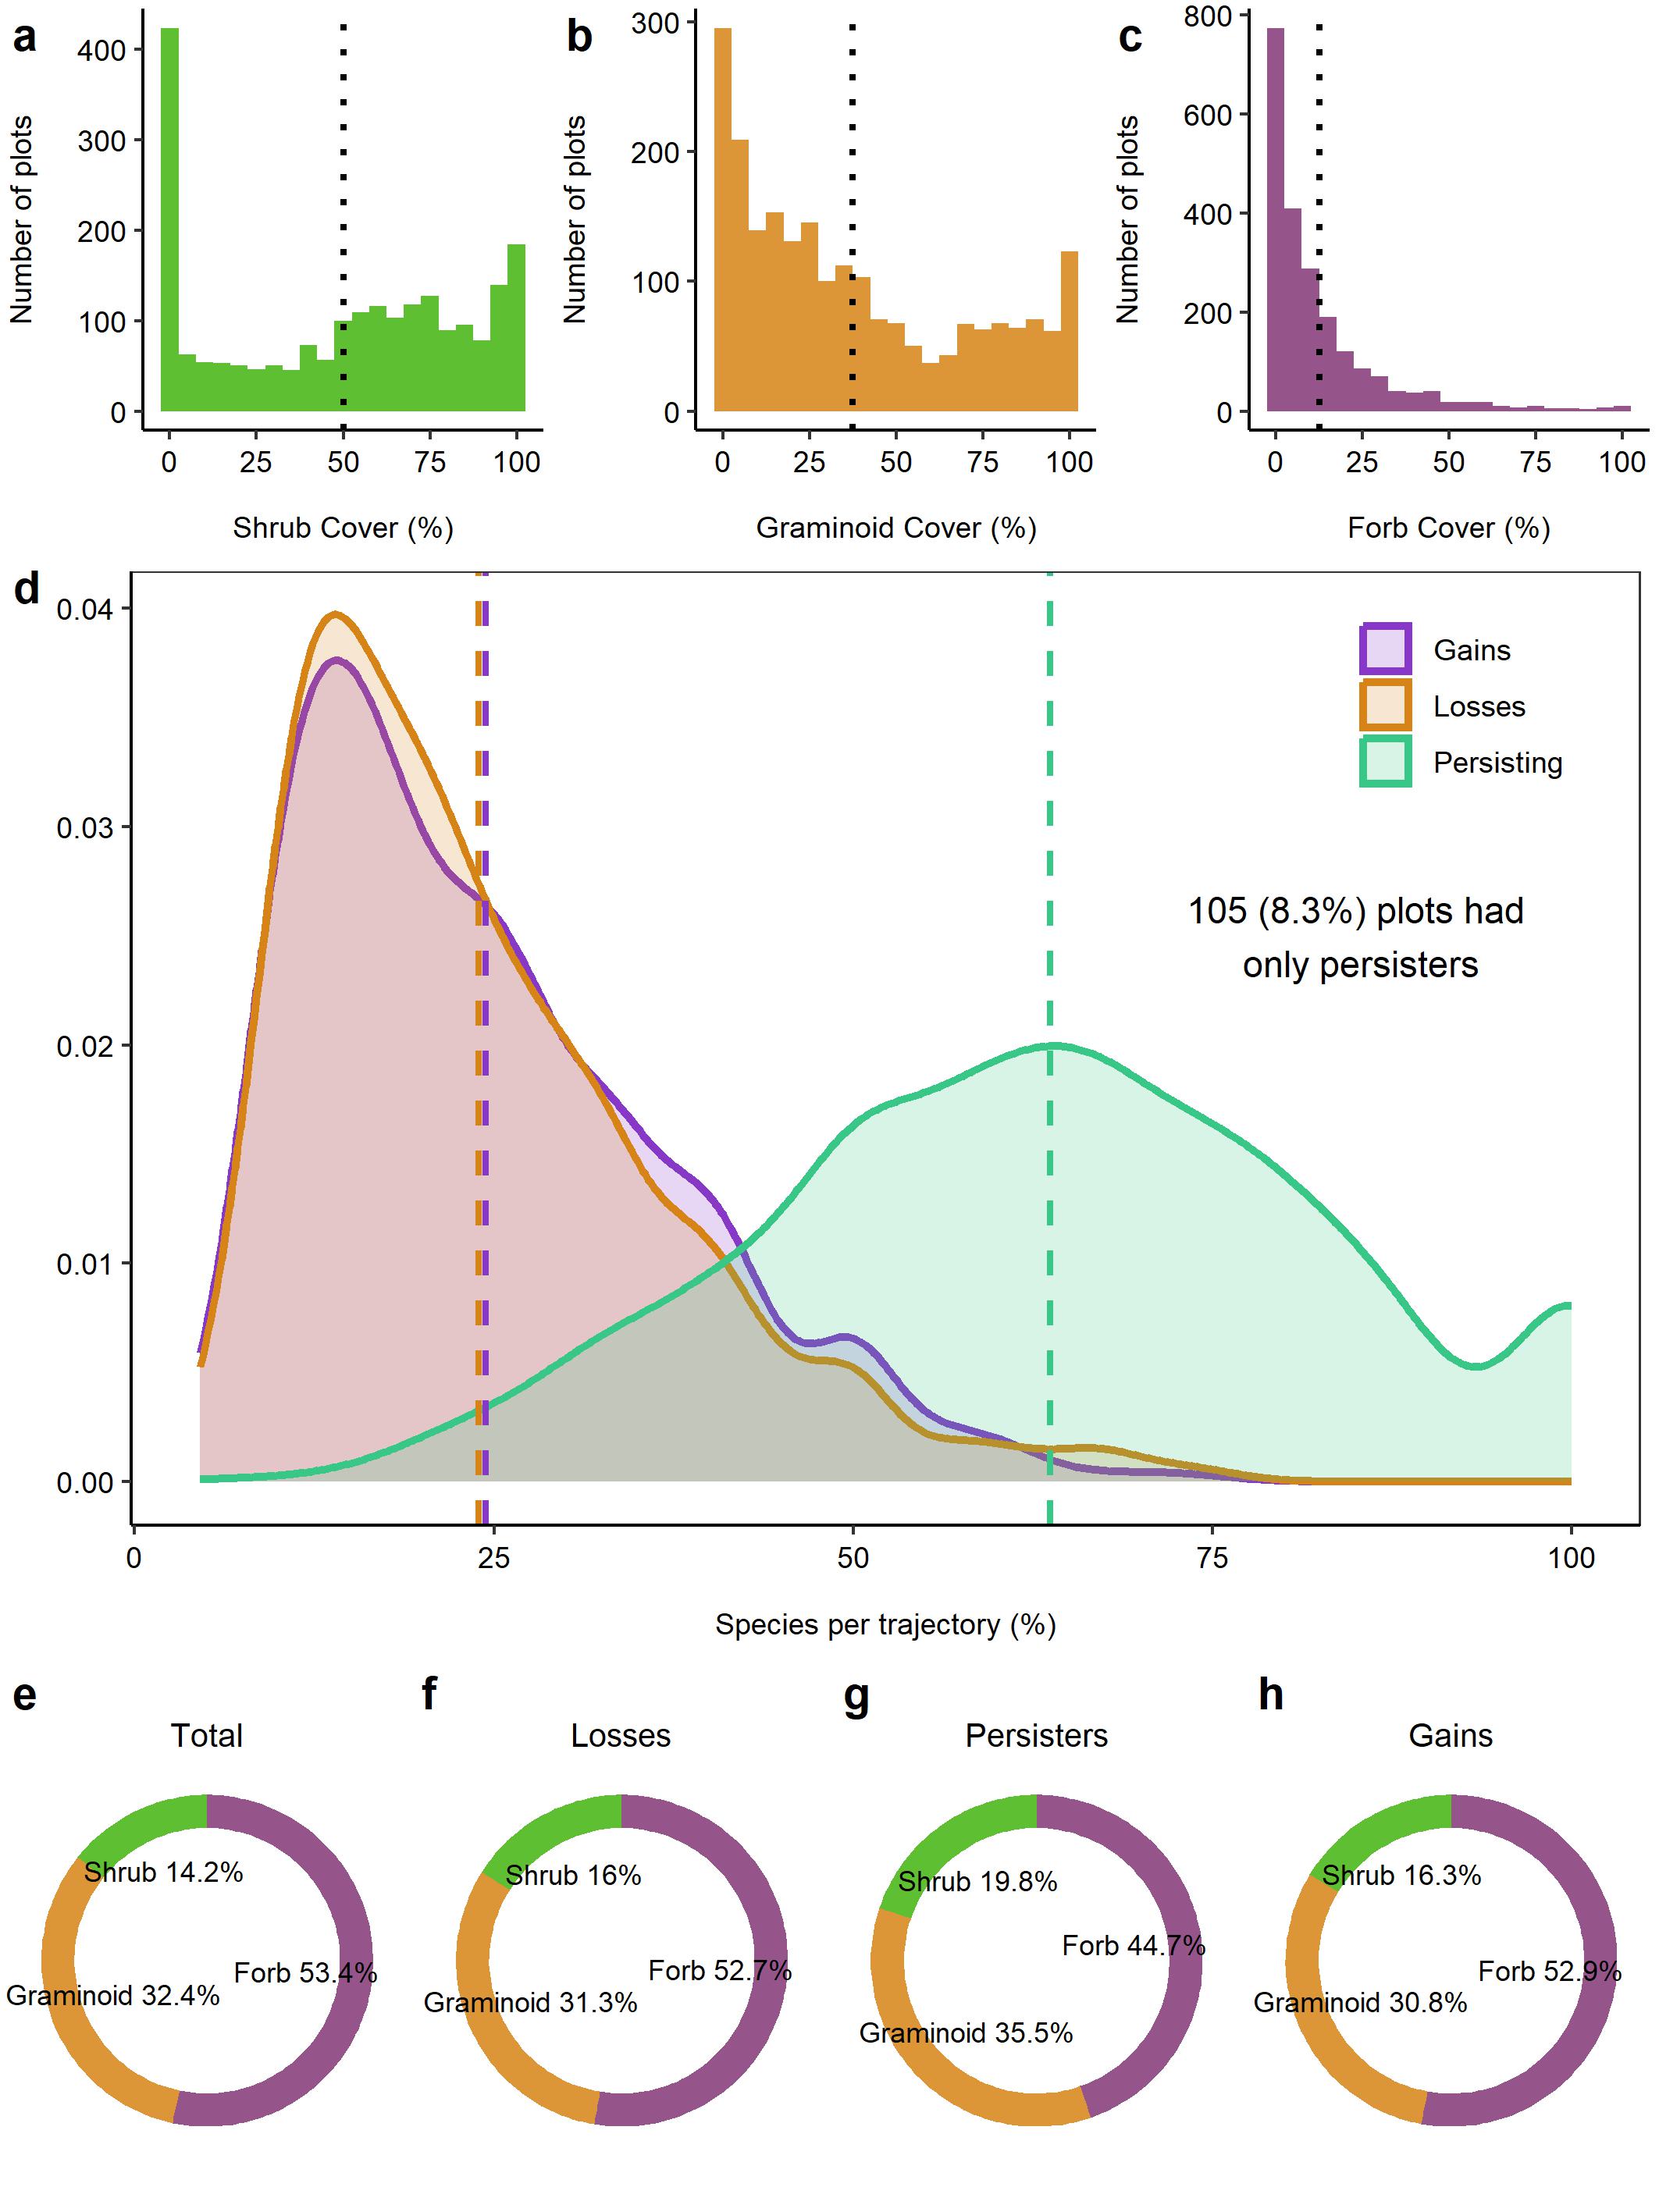 a
400
300
200
100
0
Number of plots
0 25 50 75 100
Shrub Cover (%)
b
300
200
100
0
Number of plots
0 25 50 75 100
Graminoid Cover (%)
c
800
600
400
200
0
Number of plots
0 25 50 75 100
Forb Cover (%)
d
0.04
0.03
0.02
0.01
0.00
Gains
Losses
Persisting
105 (8.3%) plots had
only persisters
0 25 50 75 100
Species per trajectory (%)
e
Total
Shrub 14.2%
Forb 53.4%
Graminoid 32.4%
f
Losses
Shrub 16%
Forb 52.7%
Graminoid 31.3%
g
Persisters
Shrub 19.8%
Forb 44.7%
Graminoid 35.5%
h
Gains
Shrub 16.3%
Forb 52.9%
Graminoid 30.8%